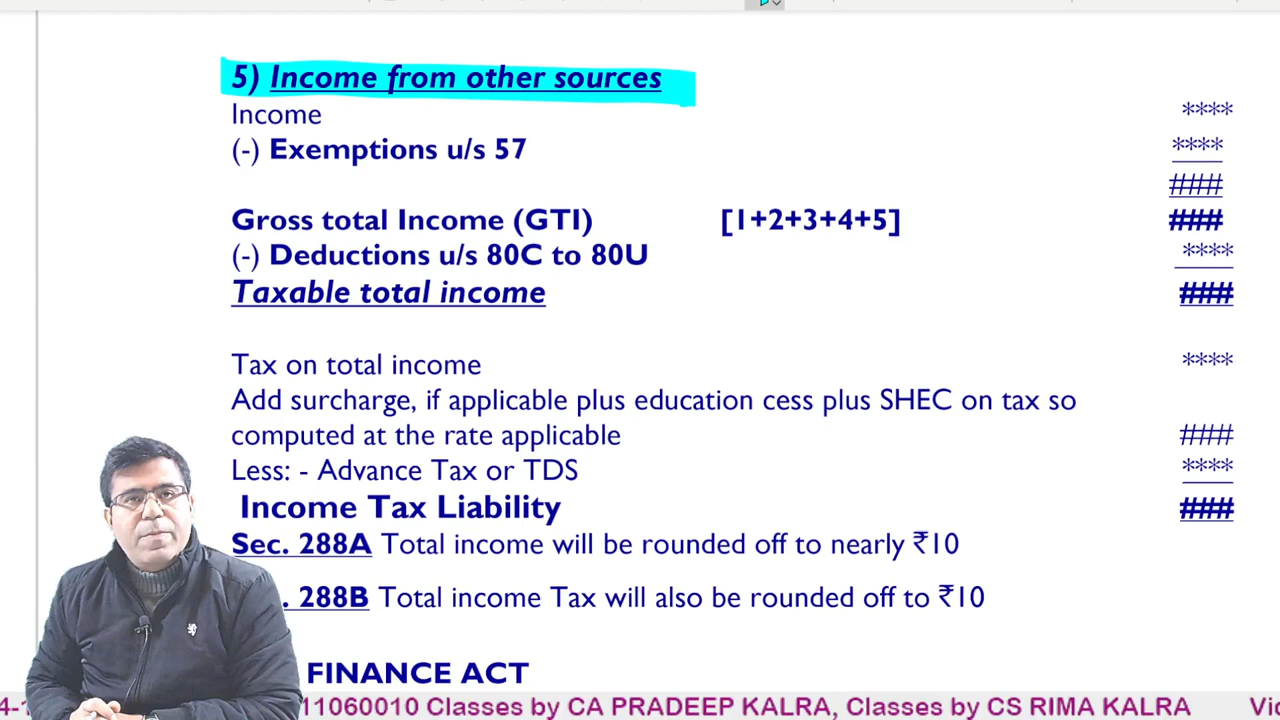 5) Income from other sources
Income ****
(-) Exemptions u/s 57 ****
####
Gross total Income (GTI) [1+2+3+4+5] ####
(-) Deductions u/s 80C to 80U ****
Taxable total income ####
Tax on total income ****
Add surcharge, if applicable plus education cess plus SHEC on tax so
computed at the rate applicable ####
Less: - Advance Tax or TDS ****
Income Tax Liability ####
Sec. 288A Total income will be rounded off to nearly ₹10
. 288B Total income Tax will also be rounded off to ₹10
FINANCE ACT
11060010 Classes by CA PRADEEP KALRA, Classes by CS RIMA KALRA